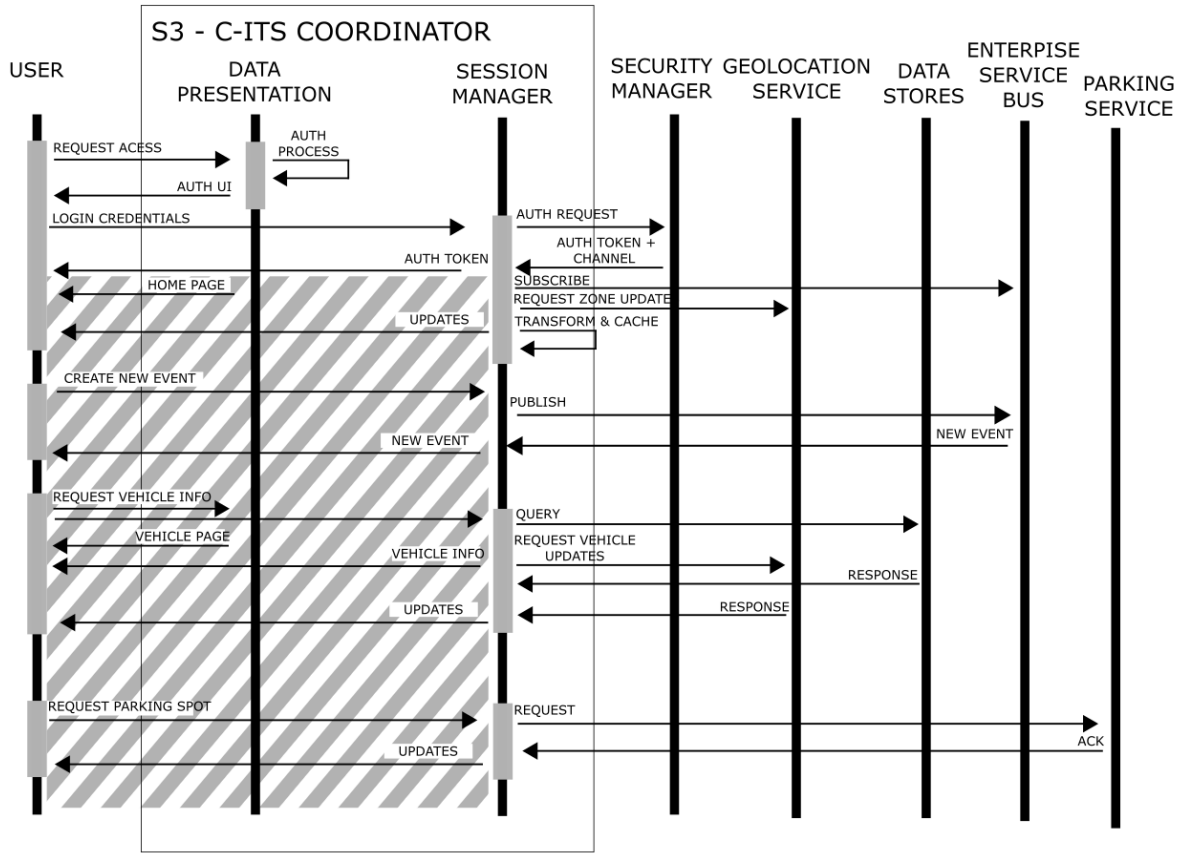 S3 - C-ITS COORDINATOR
USER
DATA
PRESENTATION
SESSION
MANAGER
SECURITY
MANAGER
GEOLOCATION
SERVICE
DATA
STORES
ENTERPISE
SERVICE
BUS
PARKING
SERVICE
REQUEST ACESS
AUTH
PROCESS
AUTH UI
LOGIN CREDENTIALS
AUTH REQUEST
AUTH TOKEN +
CHANNEL
AUTH TOKEN
SUBSCRIBE
HOME PAGE
REQUEST ZONE UPDATE
UPDATES
TRANSFORM & CACHE
CREATE NEW EVENT
PUBLISH
NEW EVENT
NEW EVENT
REQUEST VEHICLE INFO
QUERY
VEHICLE PAGE
REQUEST VEHICLE
UPDATES
VEHICLE INFO
RESPONSE
RESPONSE
UPDATES
REQUEST PARKING SPOT
REQUEST
ACK
UPDATES